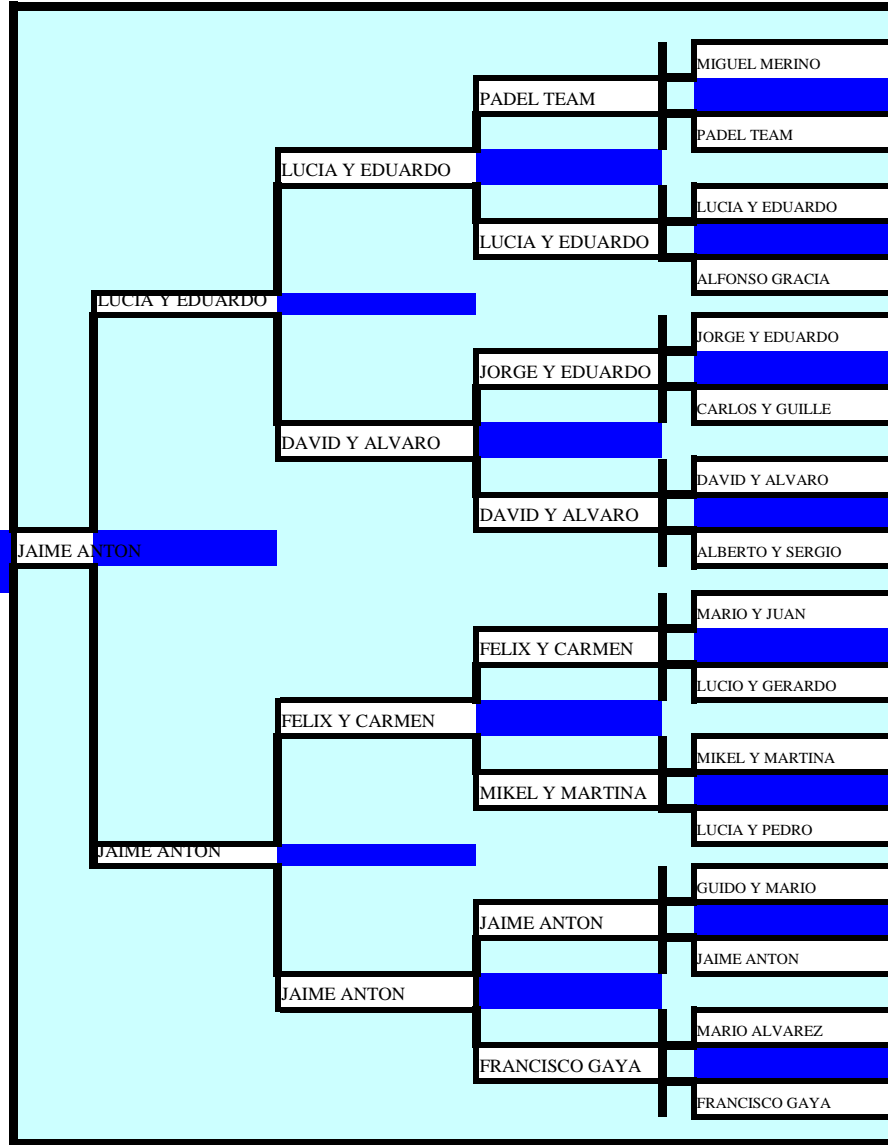 MIGUEL MERINO
PADEL TEAM
PADEL TEAM
LUCIA Y EDUARDO
LUCIA Y EDUARDO
LUCIA Y EDUARDO
ALFONSO GRACIA
LUCIA Y EDUARDO
JORGE Y EDUARDO
JORGE Y EDUARDO
CARLOS Y GUILLE
DAVID Y ALVARO
DAVID Y ALVARO
DAVID Y ALVARO
JAIME ANTON
ALBERTO Y SERGIO
MARIO Y JUAN
FELIX Y CARMEN
LUCIO Y GERARDO
FELIX Y CARMEN
MIKEL Y MARTINA
MIKEL Y MARTINA
LUCIA Y PEDRO
JAIME ANTON
GUIDO Y MARIO
JAIME ANTON
JAIME ANTON
JAIME ANTON
MARIO ALVAREZ
FRANCISCO GAYA
FRANCISCO GAYA